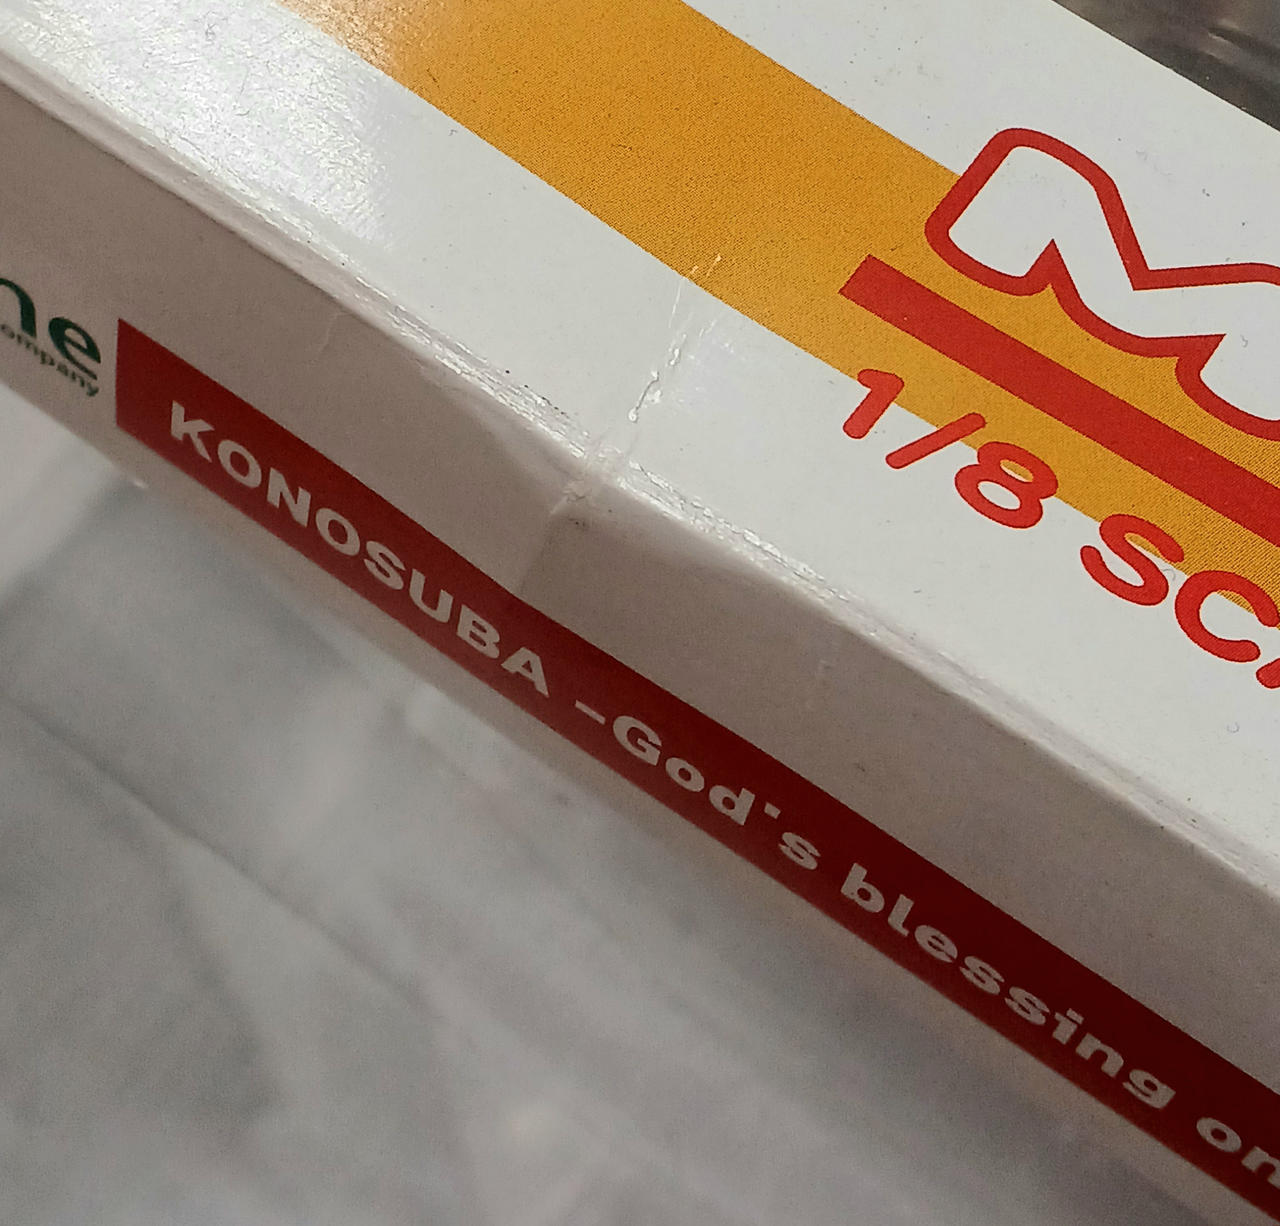 M
1/8 SC
ne
ompany
KONOSUBA -God's blessing on